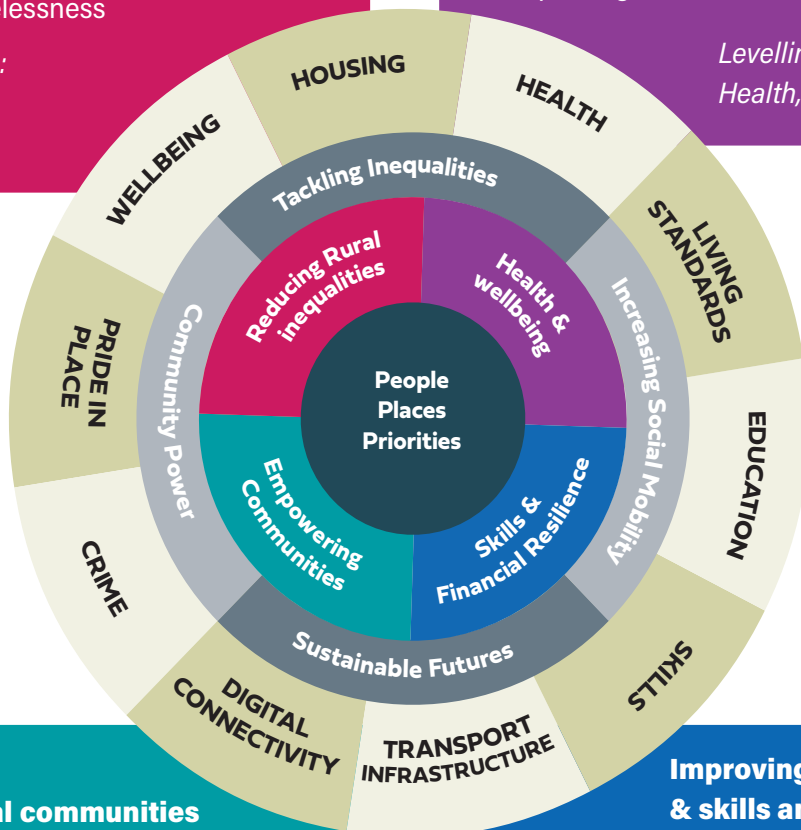 :
Levellin
Health,
HOUSING
HEALTH
LIVING
STANDARDS
EDUCATION
SKILLS
TRANSPORT
INFRASTRUCTURE
DIGITAL
CONNECTIVITY
CRIME
PRIDE IN
PLACE
WELLBEING
Tackling Inequalities
Increasing Social Mobility
Sustainable Futures
Community Power
Reducing Rural
inequalities
Health &
wellbeing
Skills &
Financial Resilience
Empowering
Communities
People
Places
Priorities
elessness
al communities
Improving
& skills an